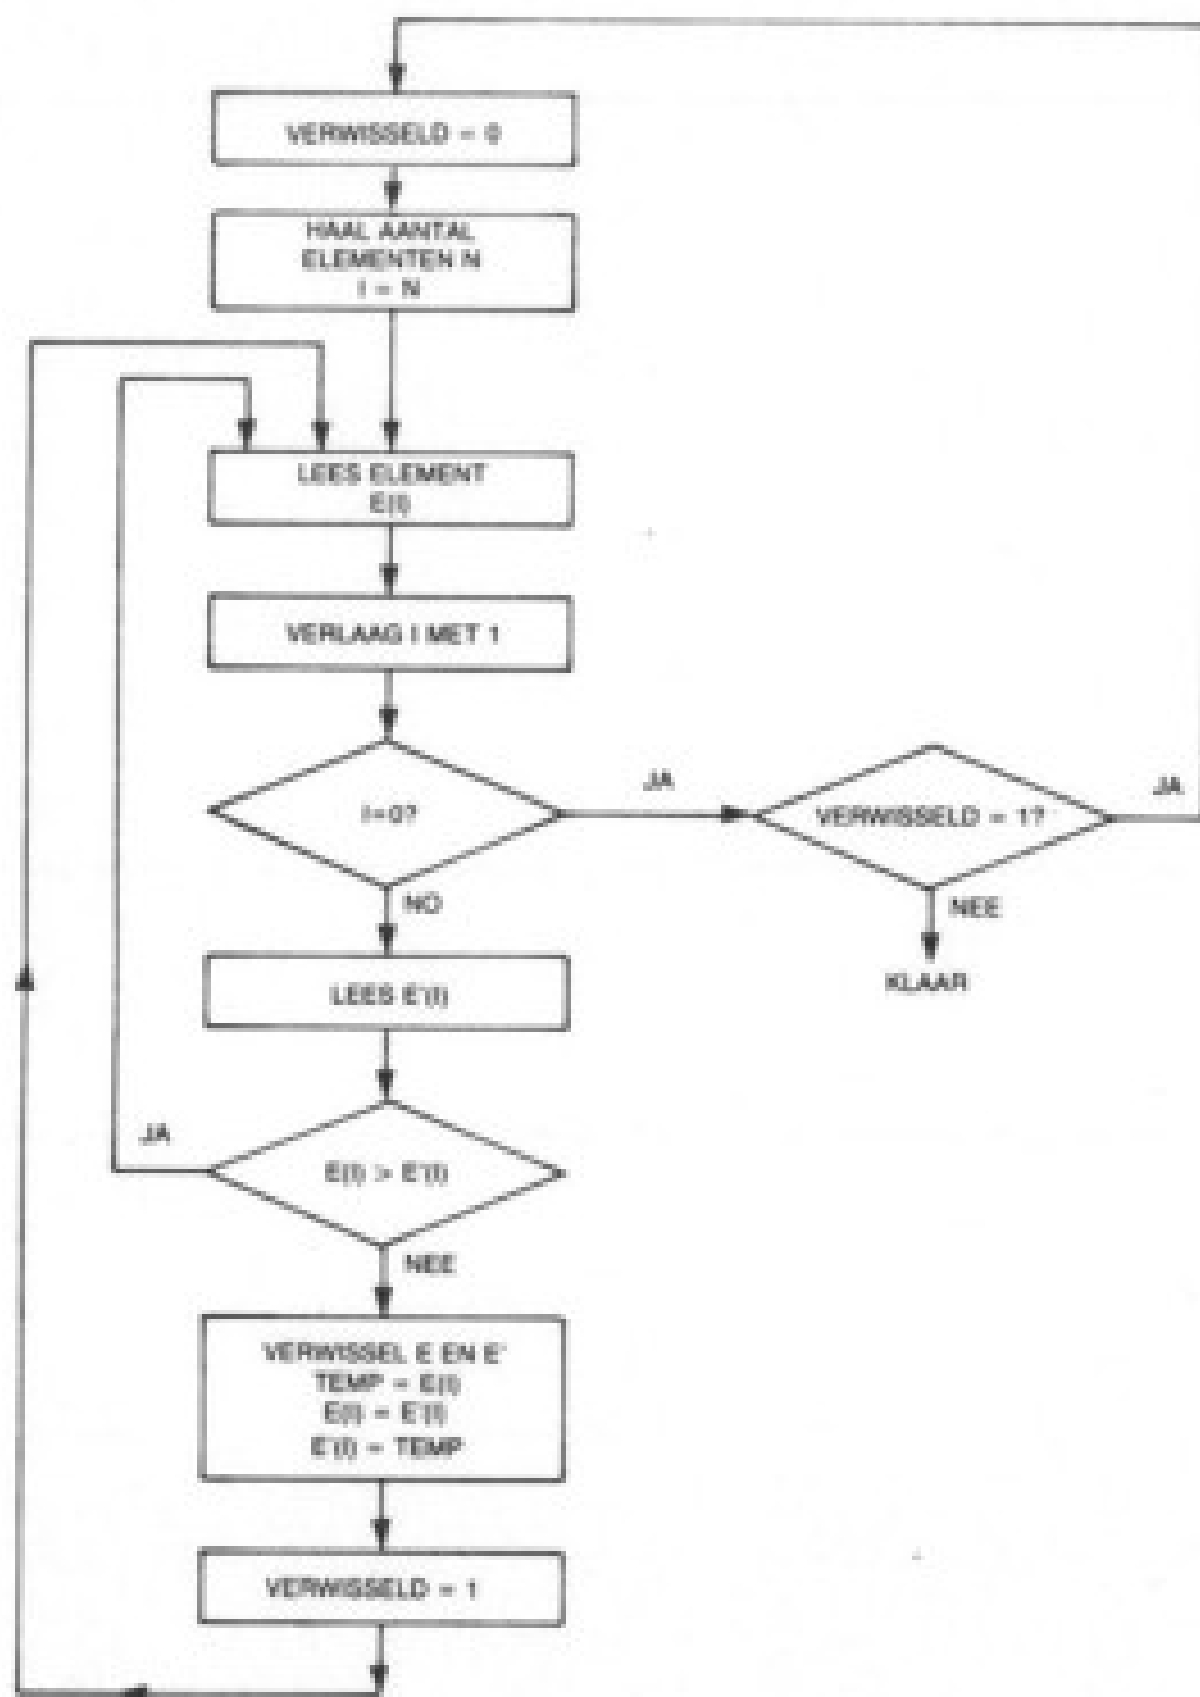 VERWISSELD = 0
HAAL AANTAL
ELEMENTEN N
I = N
LEES ELEMENT
E(I)
VERLAAG I MET 1
I=0?
JA
VERWISSELD = 1?
JA
NO
NEE
KLAAR
LEES E'(I)
JA
E(I) > E'(I)
NEE
VERWISSEL E EN E'
TEMP = E(I)
E(I) = E'(I)
E'(I) = TEMP
VERWISSELD = 1